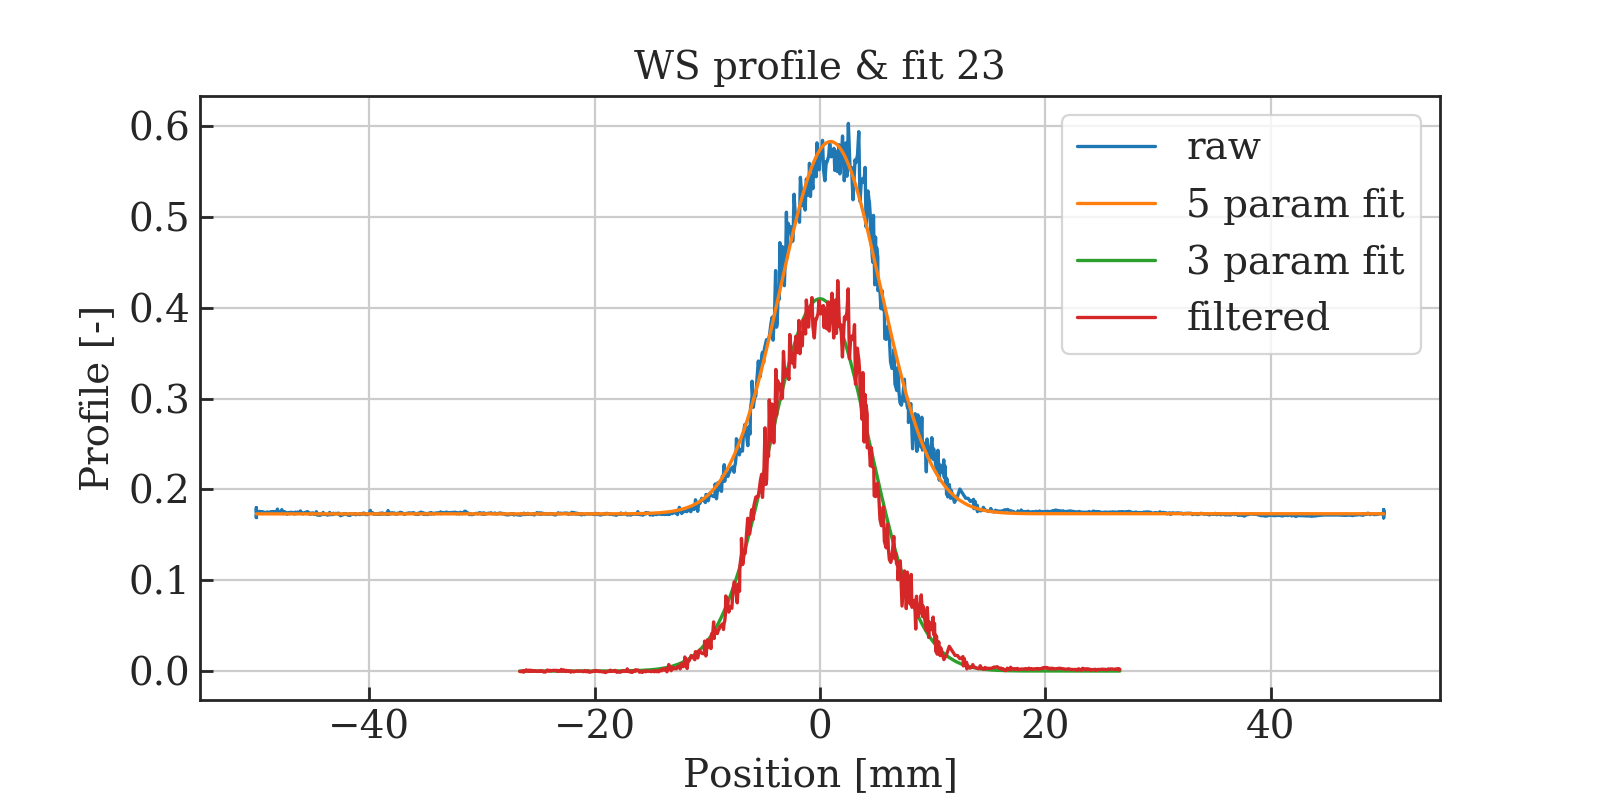 WS profile & fit 23
0.6
0.5
0.4
0.3
0.2
0.1
0.0
Profile [-]
raw
5 param fit
3 param fit
filtered
−40
−20
0
20
40
Position [mm]